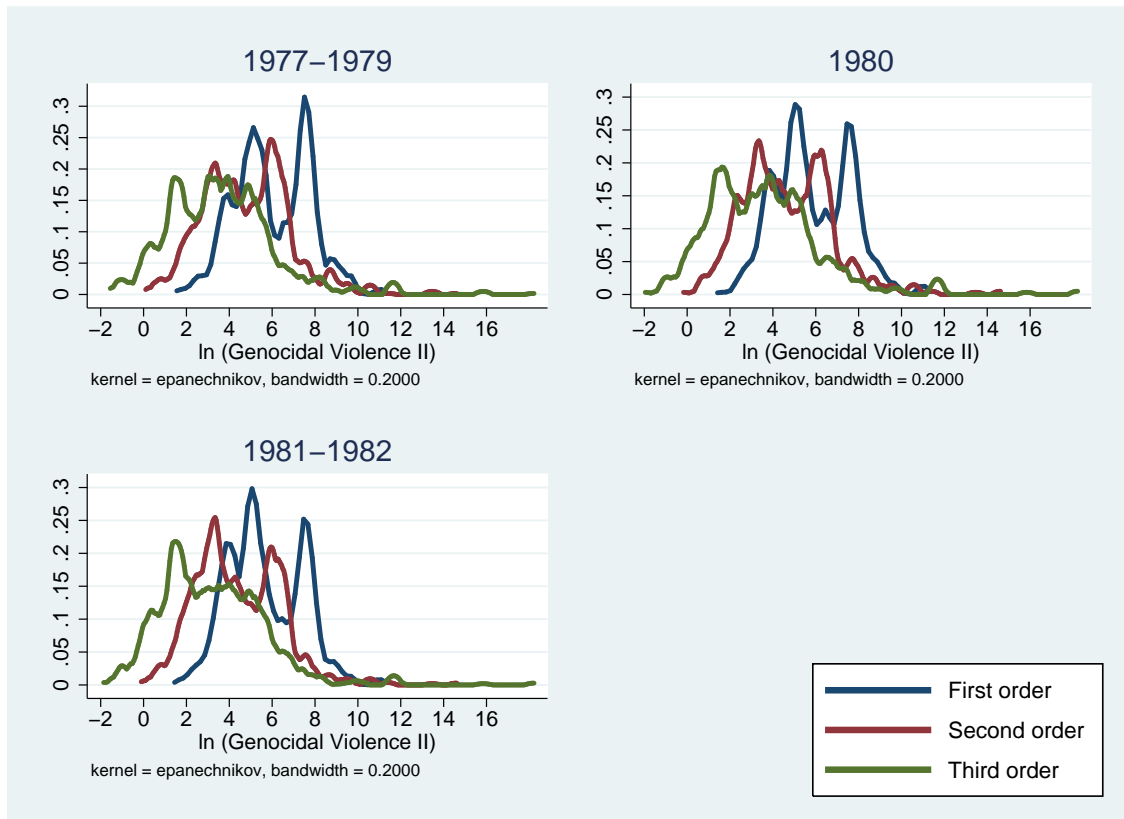 1977–1979
.3
.25
.2
.15
.1
.05
0
−2 0 2 4 6 8 10 12 14 16
ln (Genocidal Violence II)
kernel = epanechnikov, bandwidth = 0.2000
1980
.3
.25
.2
.15
.1
.05
0
−2 0 2 4 6 8 10 12 14 16
ln (Genocidal Violence II)
kernel = epanechnikov, bandwidth = 0.2000
1981–1982
.3
.25
.2
.15
.1
.05
0
−2 0 2 4 6 8 10 12 14 16
ln (Genocidal Violence II)
kernel = epanechnikov, bandwidth = 0.2000
First order
Second order
Third order